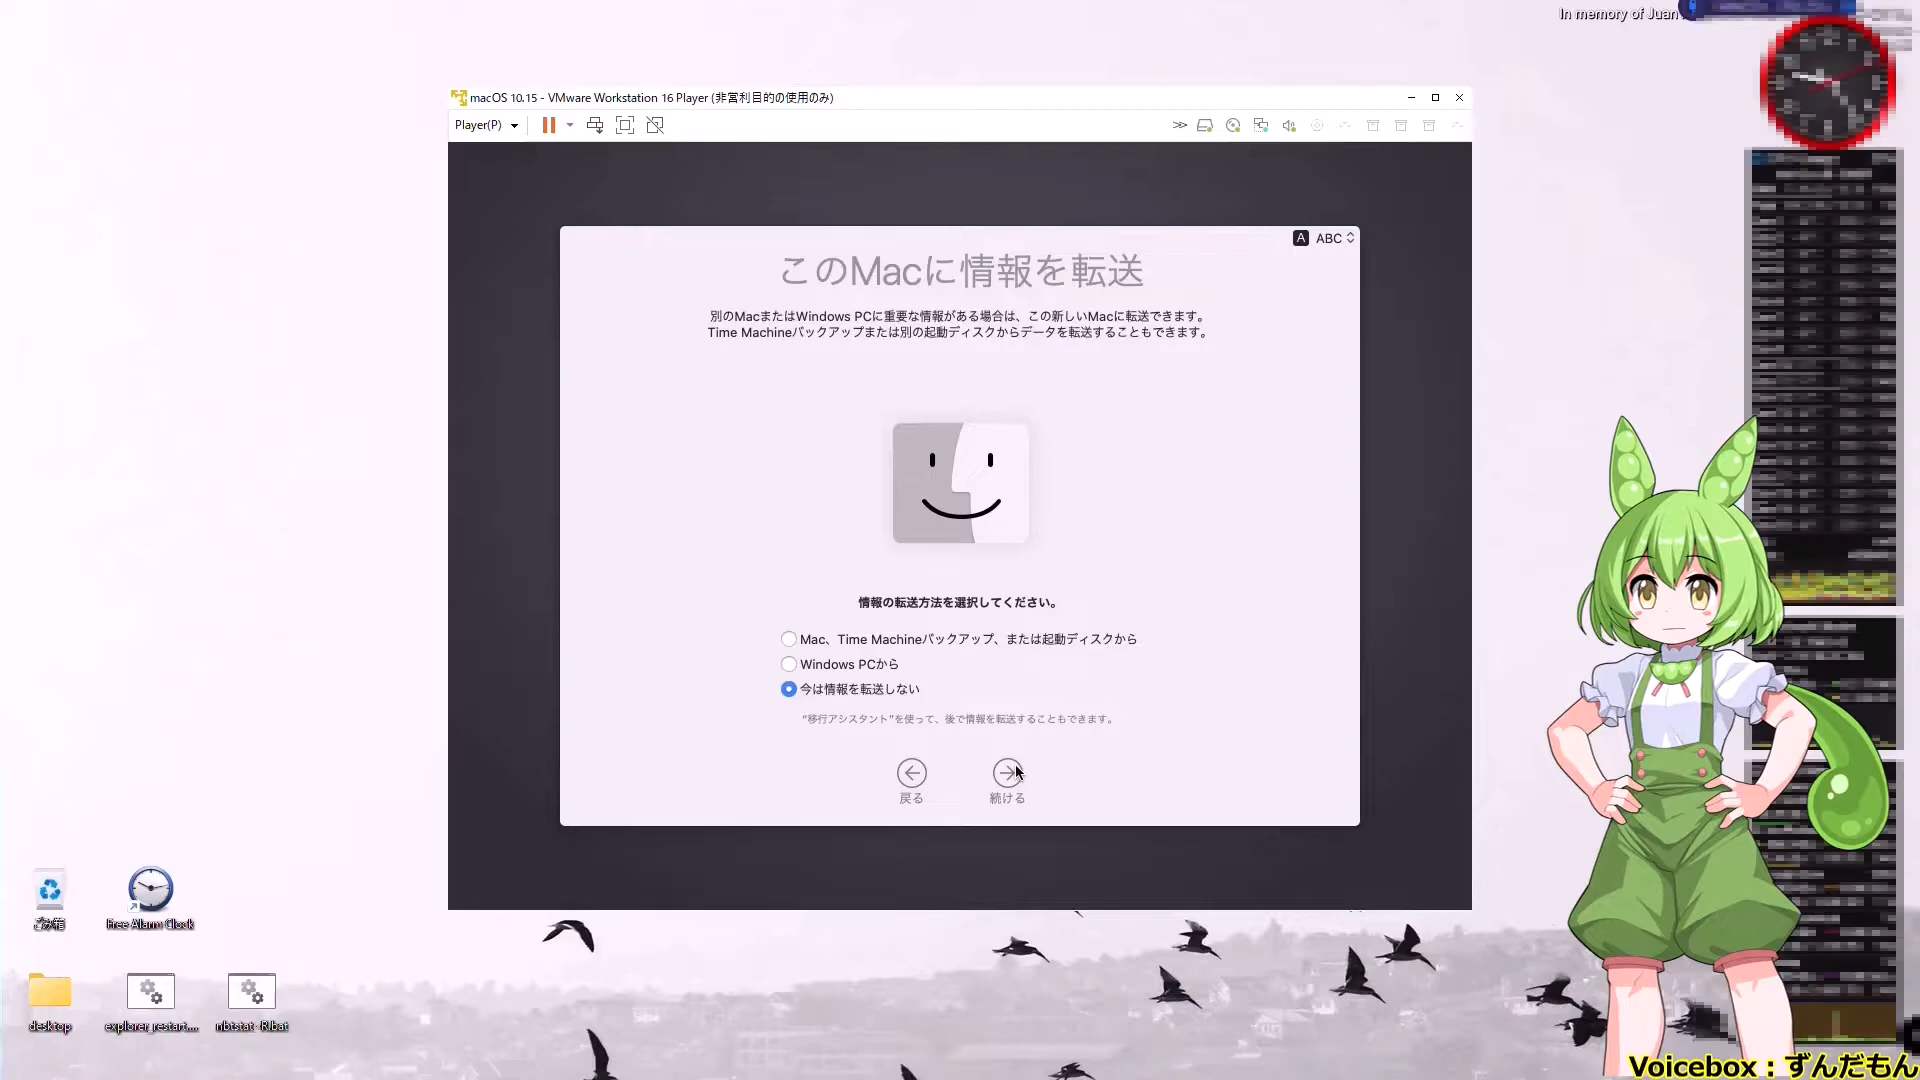 In memory of Juan
macOS 10.15 - VMware Workstation 16 Player (非営利目的の使用のみ)
Player(P)
A ABC
このMacに情報を転送
別のMacまたはWindows PCに重要な情報がある場合は、この新しいMacに転送できます。
Time Machineバックアップまたは別の起動ディスクからデータを転送することもできます。
情報の転送方法を選択してください。
Mac、Time Machineバックアップ、または起動ディスクから
Windows PCから
今は情報を転送しない
"移行アシスタント"を使って、後で情報を転送することもできます。
戻る
続ける
ごみ箱
Free Alarm Clock
desktop
explorer_restart....
nbtstat -R.bat
Voicebox：ずんだもん